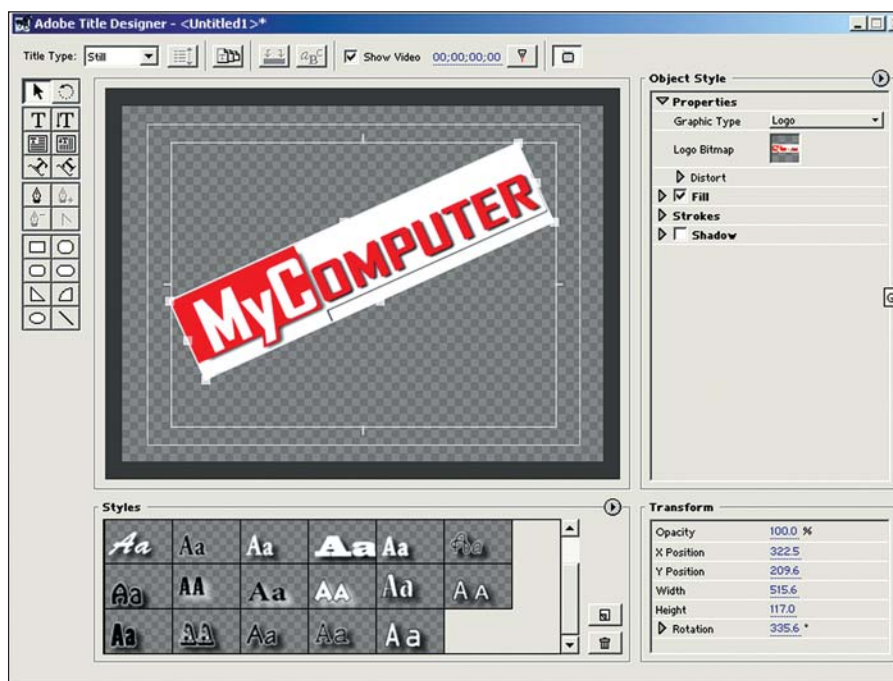 Adobe Title Designer - <Untitled1>*
Title Type: Still
Show Video 00;00;00;00
T T
Object Style
Properties
Graphic Type Logo
Logo Bitmap
Distort
Fill
Strokes
Shadow
MyComputer
Styles
Aa Aa Aa Aa Aa Aa
Aa AA Aa AA Ad AA
Aa AA Aa Aa Aa
Transform
Opacity 100.0 %
X Position 322.5
Y Position 209.6
Width 515.6
Height 117.0
Rotation 335.6 °